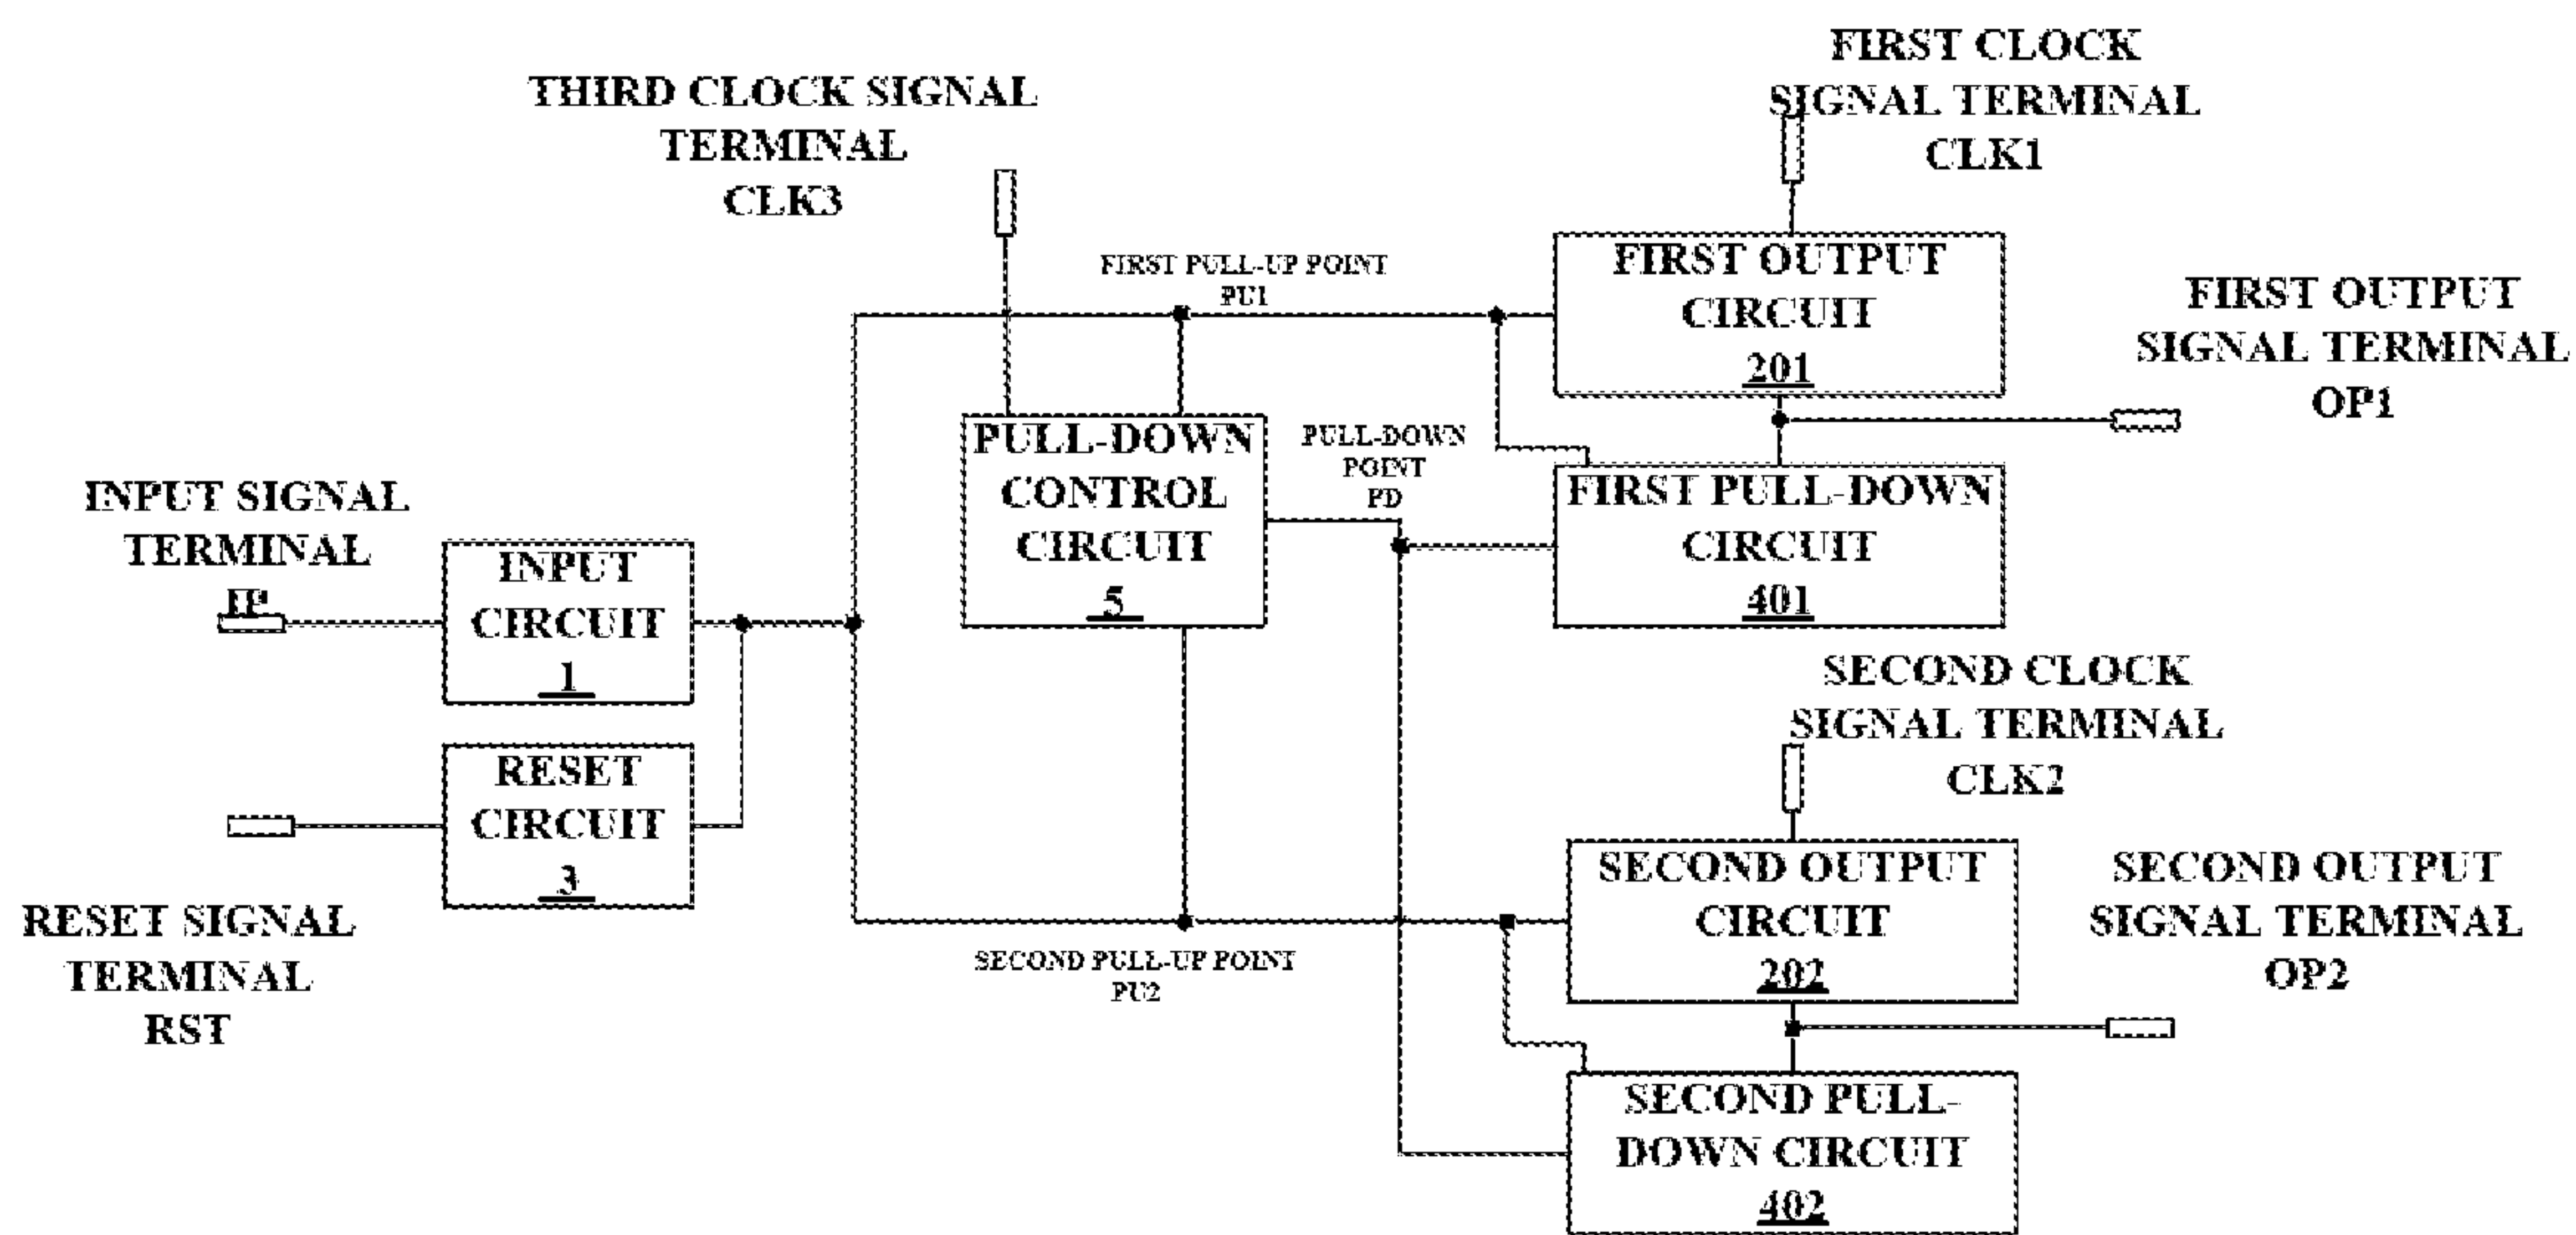 THIRD CLOCK SIGNAL
TERMINAL
CLK3
FIRST CLOCK
SIGNAL TERMINAL
CLK1
FIRST PULL-UP POINT
PU1
FIRST OUTPUT
CIRCUIT
201
FIRST OUTPUT
SIGNAL TERMINAL
OP1
PULL-DOWN
CONTROL
CIRCUIT
5
PULL-DOWN
POINT
PD
FIRST PULL-DOWN
CIRCUIT
401
INPUT SIGNAL
TERMINAL
IP
INPUT
CIRCUIT
1
RESET
CIRCUIT
3
RESET SIGNAL
TERMINAL
RST
SECOND PULL-UP POINT
PU2
SECOND CLOCK
SIGNAL TERMINAL
CLK2
SECOND OUTPUT
CIRCUIT
202
SECOND OUTPUT
SIGNAL TERMINAL
OP2
SECOND PULL-
DOWN CIRCUIT
402